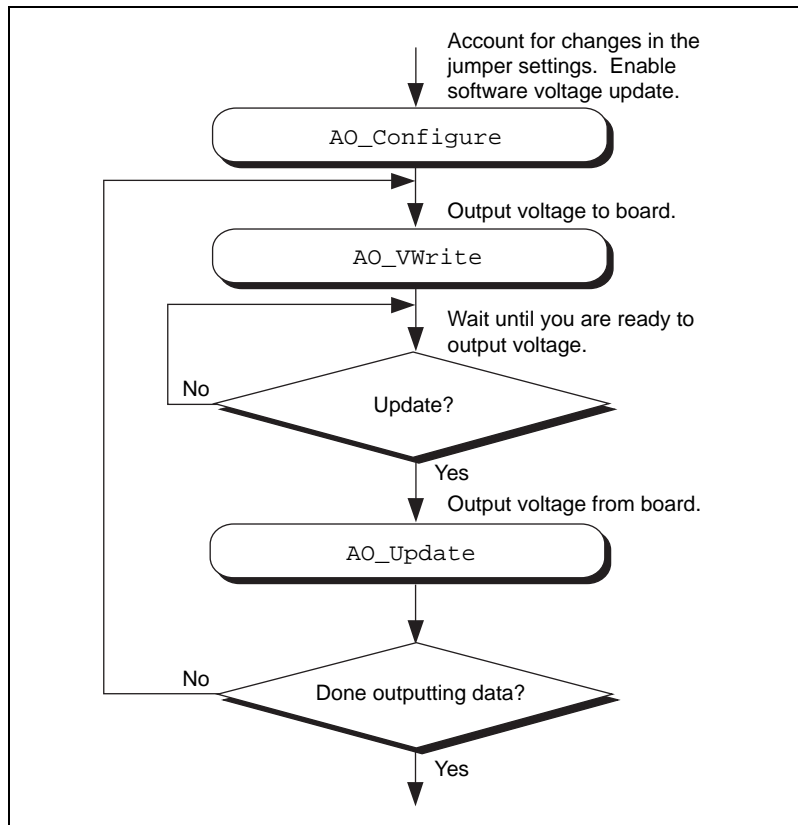 Account for changes in the
jumper settings. Enable
software voltage update.
AO_Configure
Output voltage to board.
AO_VWrite
Wait until you are ready to
output voltage.
No
Update?
Yes
Output voltage from board.
AO_Update
No
Done outputting data?
Yes